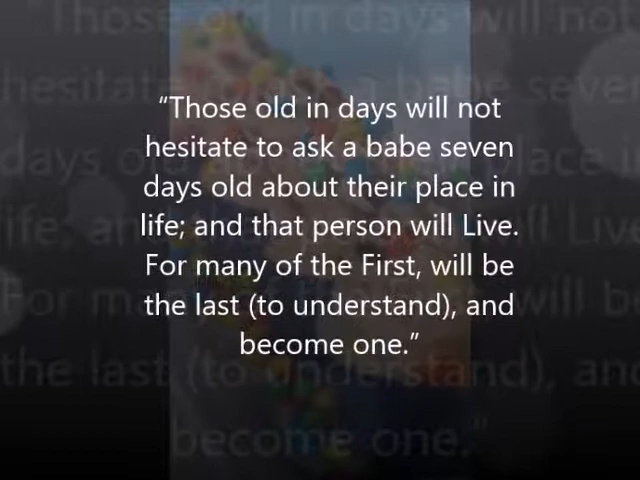 “Those old in days will not
hesitate to ask a babe seven
days old about their place in
life; and that person will Live.
For many of the First, will be
the last (to understand), and
become one.”